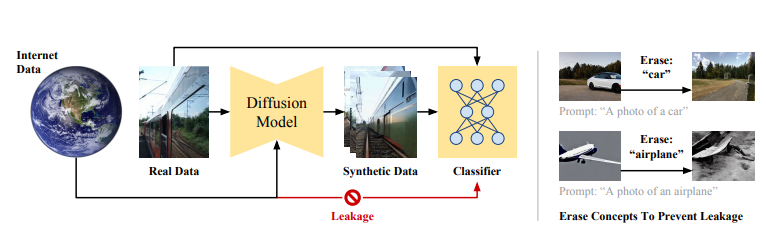 Internet
Data
Diffusion
Model
Real Data
Synthetic Data
Classifier
Leakage
Erase:
“car”
Prompt: “A photo of a car”
Erase:
“airplane”
Prompt: “A photo of an airplane”
Erase Concepts To Prevent Leakage